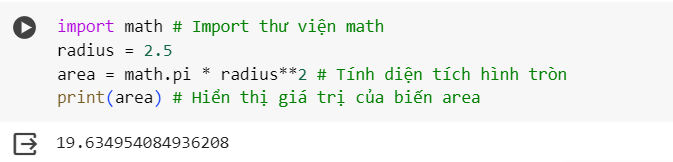 import math # Import thư viện math
radius = 2.5
area = math.pi * radius**2 # Tính diện tích hình tròn
print(area) # Hiển thị giá trị của biến area
19.634954084936208